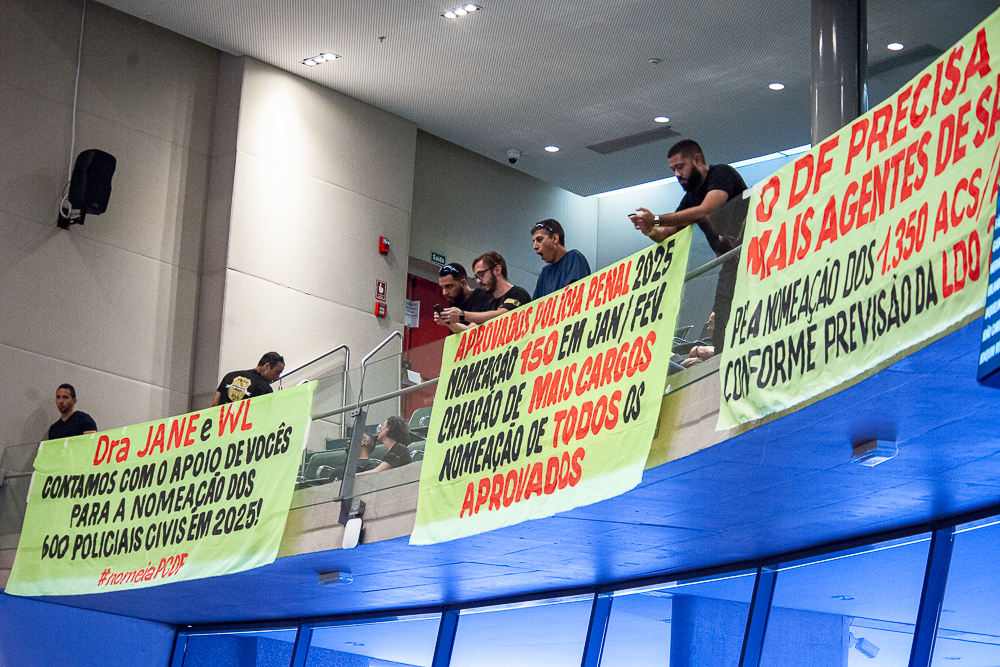 Saída
Dra JANE e WL
CONTAMOS COM O APOIO DE VOCÊS
PARA A NOMEAÇÃO DOS
600 POLICIAIS CIVIS EM 2025!
#nomeiaPCDF
APROVADOS POLÍCIA PENAL 2025
NOMEAÇÃO 150 EM JAN/FEV.
CRIAÇÃO DE MAIS CARGOS
NOMEAÇÃO DE TODOS OS
APROVADOS
O DF PRECISA
MAIS AGENTES DE
PELA NOMEAÇÃO DOS 1.350 ACS/
CONFORME PREVISÃO DA LDO